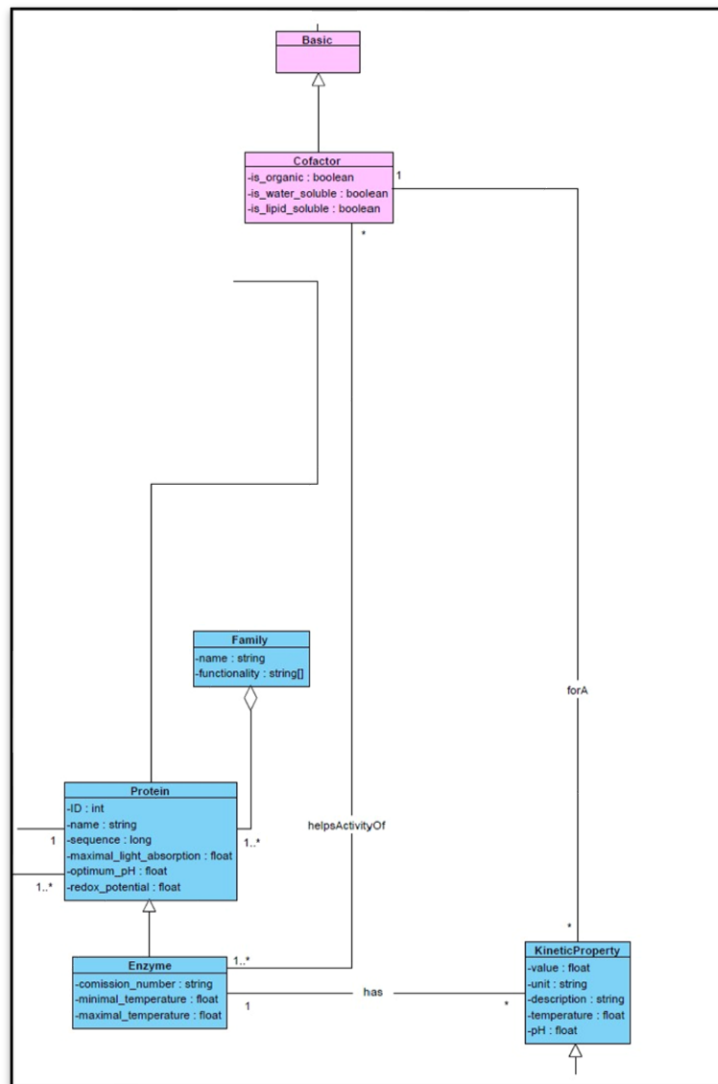 Basic
Cofactor
-is_organic : boolean
-is_water_soluble : boolean
-is_lipid_soluble : boolean
1
*
Family
-name : string
-functionality : string[]
forA
Protein
-ID : int
-name : string
-sequence : long
-maximal_light_absorption : float
-optimum_pH : float
-redox_potential : float
1
1..*
1..*
helpsActivityOf
Enzyme
-comission_number : string
-minimal_temperature : float
-maximal_temperature : float
1..*
1
has
*
*
KineticProperty
-value : float
-unit : string
-description : string
-temperature : float
-pH : float